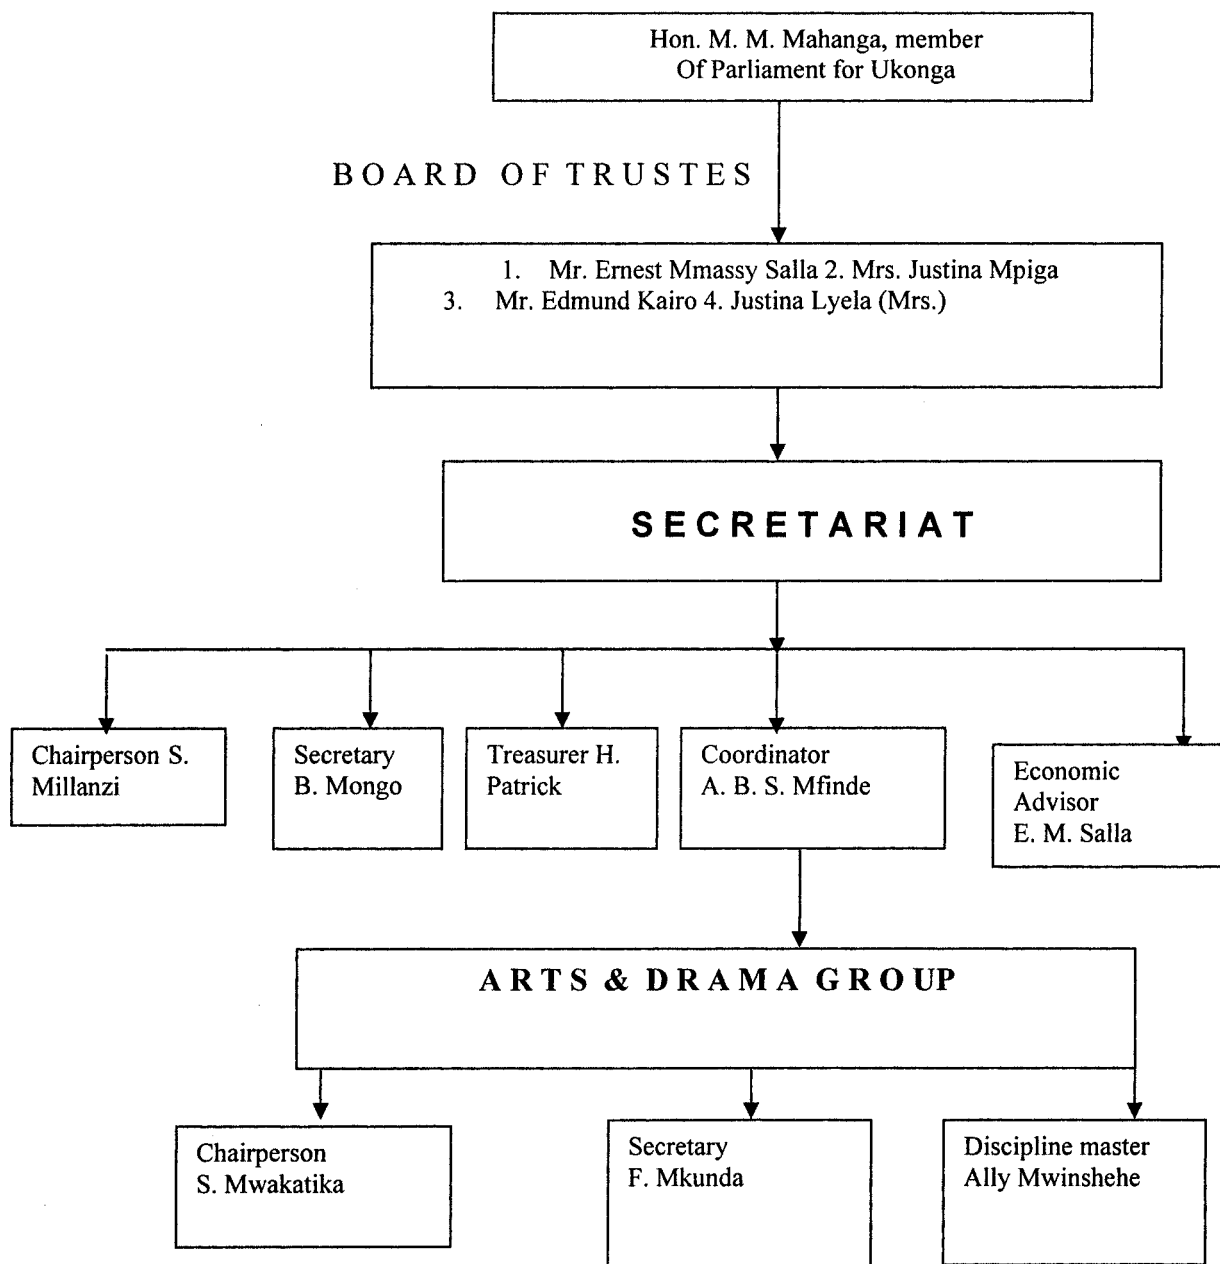 Hon. M. M. Mahanga, member
Of Parliament for Ukonga
BOARD OF TRUSTES
1. Mr. Ernest Mmassy Salla 2. Mrs. Justina Mpiga
3. Mr. Edmund Kairo 4. Justina Lyela (Mrs.)
SECRETARIAT
Chairperson S.
Millanzi
Secretary
B. Mongo
Treasurer H.
Patrick
Coordinator
A. B. S. Mfinde
Economic
Advisor
E. M. Salla
ARTS & DRAMA GROUP
Chairperson
S. Mwakatika
Secretary
F. Mkunda
Discipline master
Ally Mwinshehe